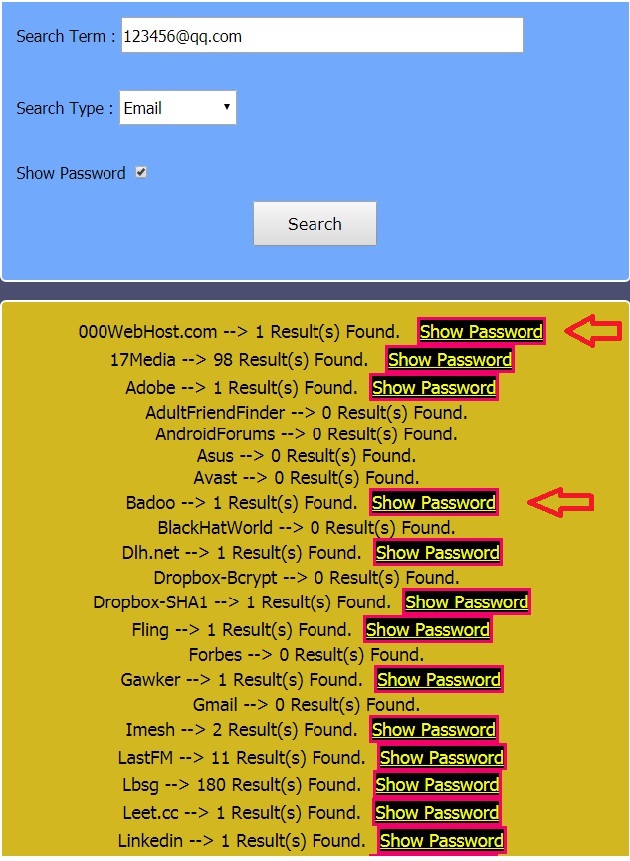 Search Term : 123456@qq.com
Search Type : Email
Show Password
Search
000WebHost.com --> 1 Result(s) Found. Show Password
17Media --> 98 Result(s) Found. Show Password
Adobe --> 1 Result(s) Found. Show Password
AdultFriendFinder --> 0 Result(s) Found.
AndroidForums --> 0 Result(s) Found.
Asus --> 0 Result(s) Found.
Avast --> 0 Result(s) Found.
Badoo --> 1 Result(s) Found. Show Password
BlackHatWorld --> 0 Result(s) Found.
Dlh.net --> 1 Result(s) Found. Show Password
Dropbox-Bcrypt --> 0 Result(s) Found.
Dropbox-SHA1 --> 1 Result(s) Found. Show Password
Fling --> 1 Result(s) Found. Show Password
Forbes --> 0 Result(s) Found.
Gawker --> 1 Result(s) Found. Show Password
Gmail --> 0 Result(s) Found.
Imesh --> 2 Result(s) Found. Show Password
LastFM --> 11 Result(s) Found. Show Password
Lbsg --> 180 Result(s) Found. Show Password
Leet.cc --> 1 Result(s) Found. Show Password
Linkedin --> 1 Result(s) Found. Show Password